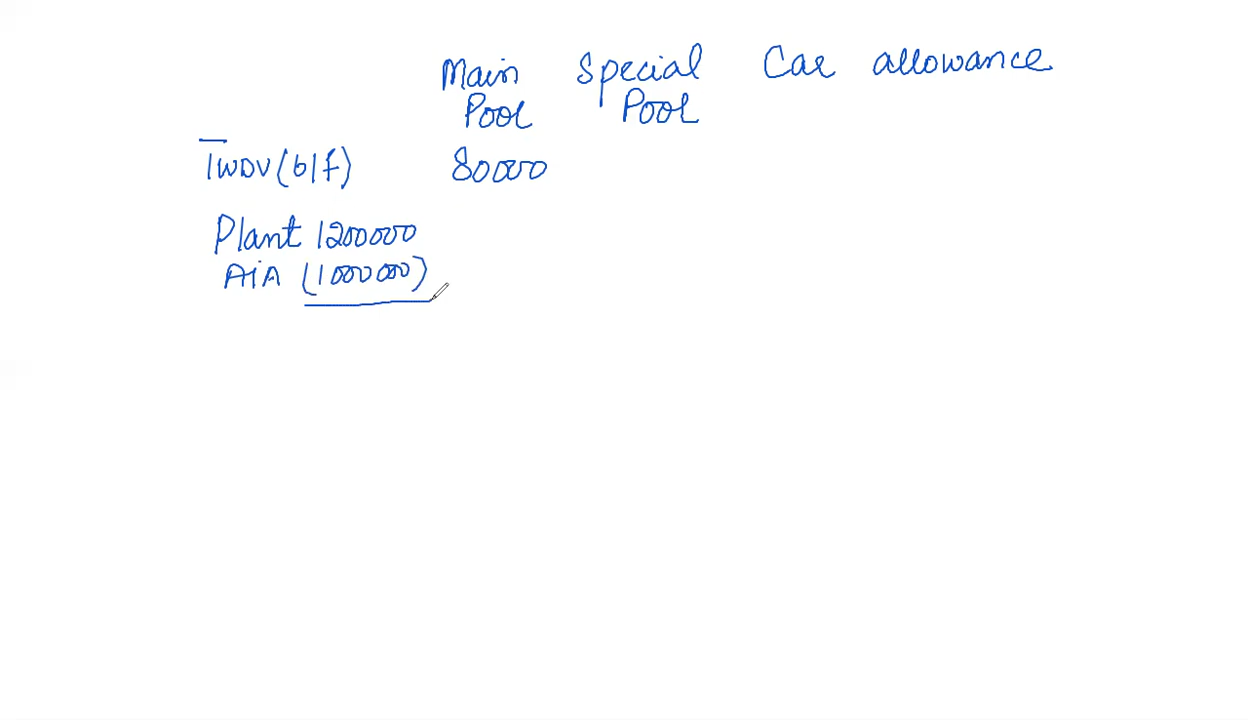 Main Special Car allowance
Pool Pool
TWDV(b/f) 80000
Plant 1200000
AIA (1000000)